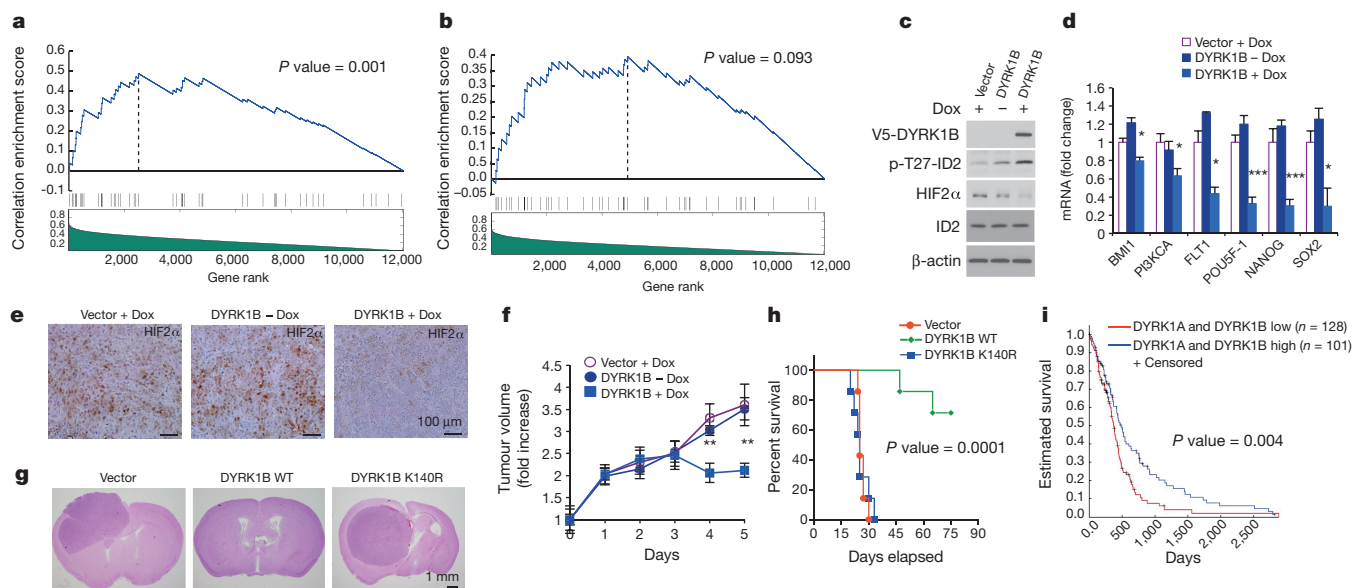 a
Correlation enrichment score
0.6
0.5
0.4
0.3
0.2
0.1
0.0
−0.1
P value = 0.001
0.8
0.6
0.4
0.2
2,000 4,000 6,000 8,000 10,000 12,000
Gene rank
b
Correlation enrichment score
0.4
0.35
0.30
0.25
0.20
0.15
0.10
0.05
0.0
−0.05
P value = 0.093
0.8
0.6
0.4
0.2
2,000 4,000 6,000 8,000 10,000 12,000
Gene rank
c
Vector
DYRK1B
DYRK1B
Dox + − +
V5-DYRK1B
p-T27-ID2
HIF2α
ID2
β-actin
d
Vector + Dox
DYRK1B − Dox
DYRK1B + Dox
mRNA (fold change)
1.6
1.4
1.2
1.0
0.8
0.6
0.4
0.2
0
* * * *** *** *
BMI1
PI3KCA
FLT1
POU5F-1
NANOG
SOX2
e
Vector + Dox
DYRK1B − Dox
DYRK1B + Dox
HIF2α
HIF2α
HIF2α
100 μm
f
Vector + Dox
DYRK1B − Dox
DYRK1B + Dox
Tumour volume
(fold increase)
4.5
4
3.5
3
2.5
2
1.5
1
** **
0 1 2 3 4 5
Days
g
Vector
DYRK1B WT
DYRK1B K140R
1 mm
h
Vector
DYRK1B WT
DYRK1B K140R
Percent survival
100
80
60
40
20
0
P value = 0.0001
0 15 30 45 60 75 90
Days elapsed
i
DYRK1A and DYRK1B low (n = 128)
DYRK1A and DYRK1B high (n = 101)
+ Censored
Estimated survival
1.0
0.9
0.8
0.7
0.6
0.5
0.4
0.3
0.2
0.1
0
P value = 0.004
0.0 500 1,000 1,500 2,000 2,500
Days